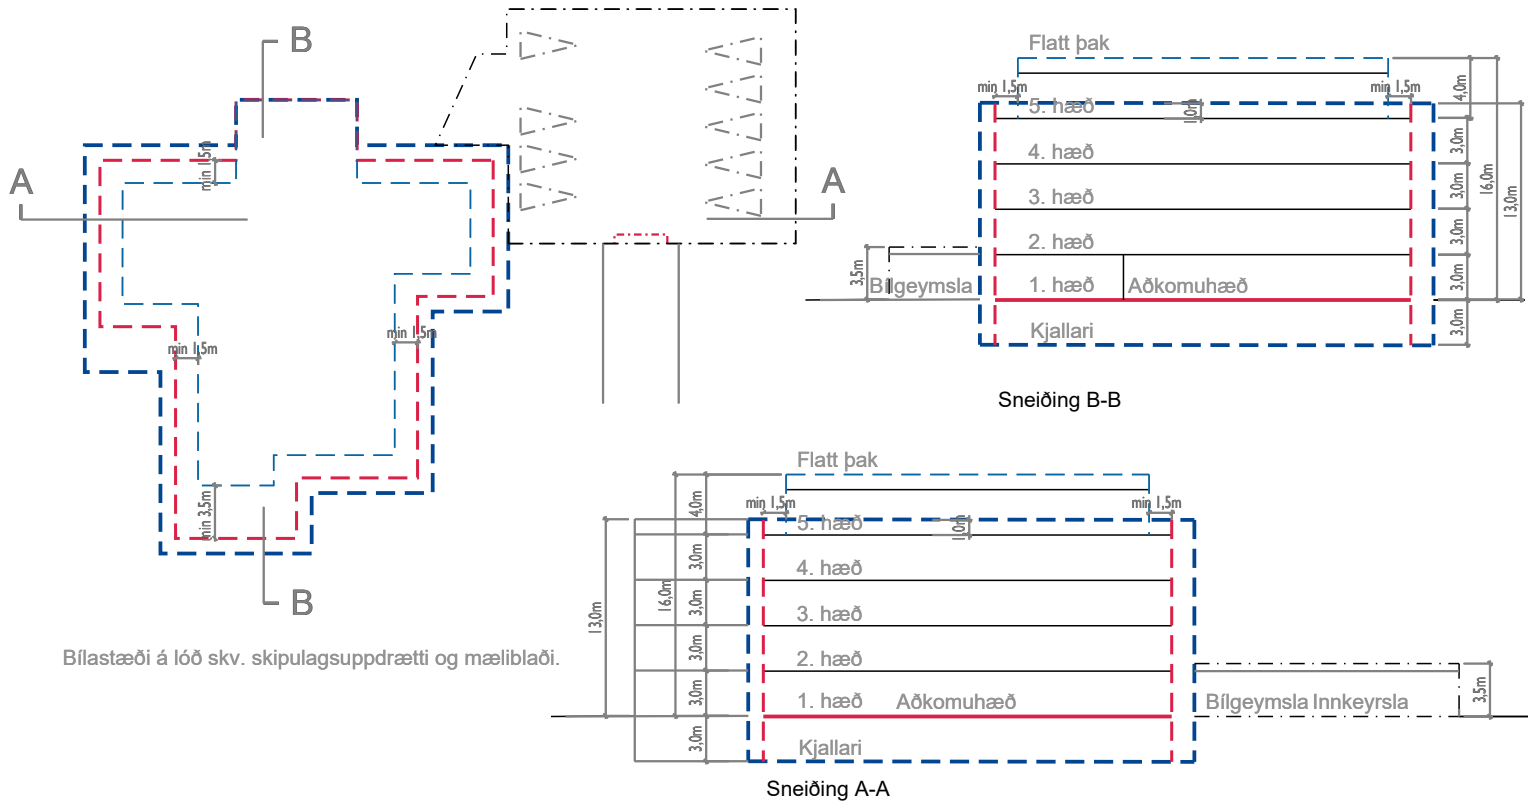 B
A
A
B
min 1,5m
min 1,5m
min 1,5m
min 3,5m
Bílastæði á lóð skv. skipulagsuppdrætti og mæliblaði.
Flatt þak
min 1,5m
min 1,5m
5. hæð
1,0m
4. hæð
3. hæð
2. hæð
1. hæð
Aðkomuhæð
Bílgeymsla
Kjallari
3,5m
4,0m
3,0m
3,0m
3,0m
3,0m
3,0m
16,0m
13,0m
Sneiðing B-B
Flatt þak
min 1,5m
min 1,5m
5. hæð
1,0m
4. hæð
3. hæð
2. hæð
1. hæð
Aðkomuhæð
Bílgeymsla Innkeyrsla
Kjallari
13,0m
16,0m
4,0m
3,0m
3,0m
3,0m
3,0m
3,0m
3,5m
Sneiðing A-A